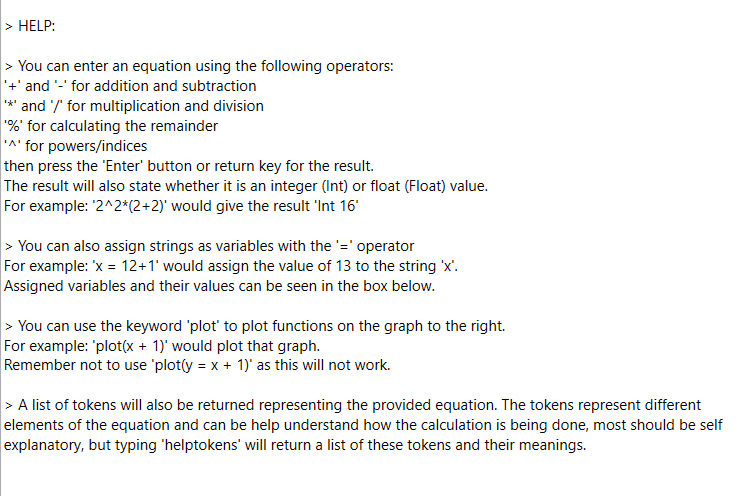 > HELP:
> You can enter an equation using the following operators:
'+' and '-' for addition and subtraction
'*' and '/' for multiplication and division
'%' for calculating the remainder
'^' for powers/indices
then press the 'Enter' button or return key for the result.
The result will also state whether it is an integer (Int) or float (Float) value.
For example: '2^2*(2+2)' would give the result 'Int 16'
> You can also assign strings as variables with the '=' operator
For example: 'x = 12+1' would assign the value of 13 to the string 'x'.
Assigned variables and their values can be seen in the box below.
> You can use the keyword 'plot' to plot functions on the graph to the right.
For example: 'plot(x + 1)' would plot that graph.
Remember not to use 'plot(y = x + 1)' as this will not work.
> A list of tokens will also be returned representing the provided equation. The tokens represent different
elements of the equation and can be help understand how the calculation is being done, most should be self
explanatory, but typing 'helptokens' will return a list of these tokens and their meanings.